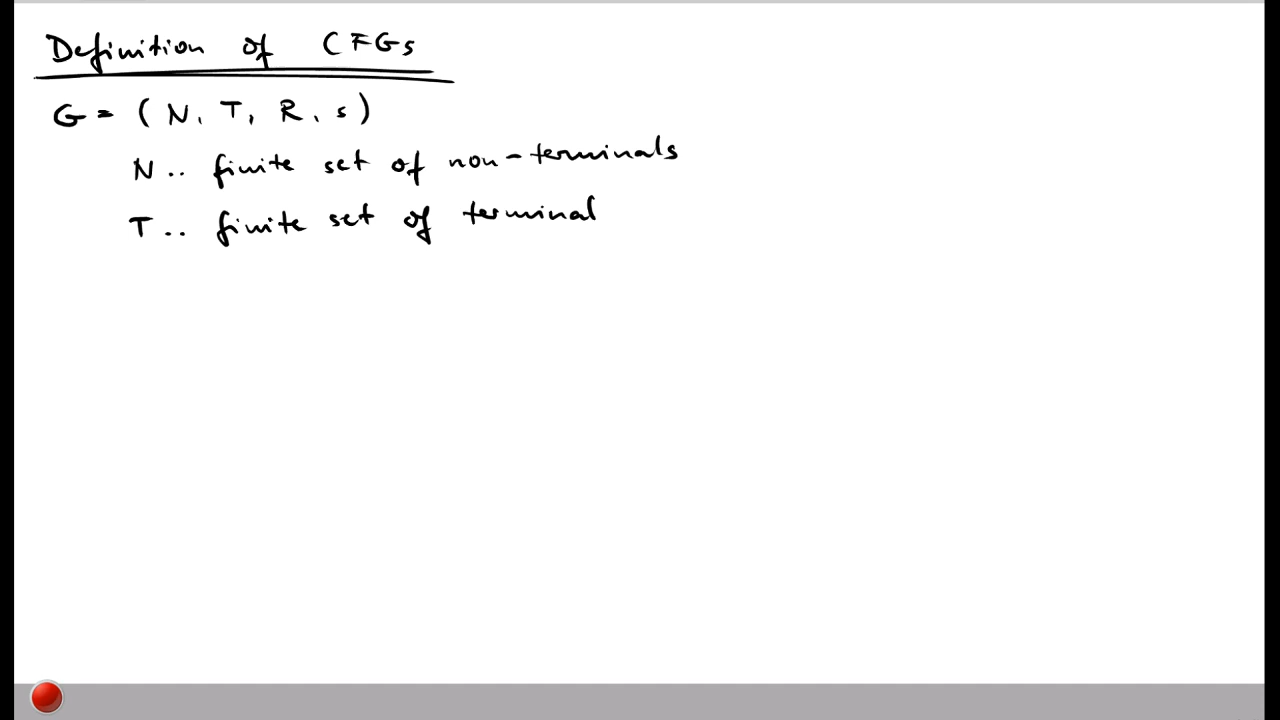 Definition of CFGs
G = (N, T, R, S)
N .. finite set of non-terminals
T .. finite set of terminal